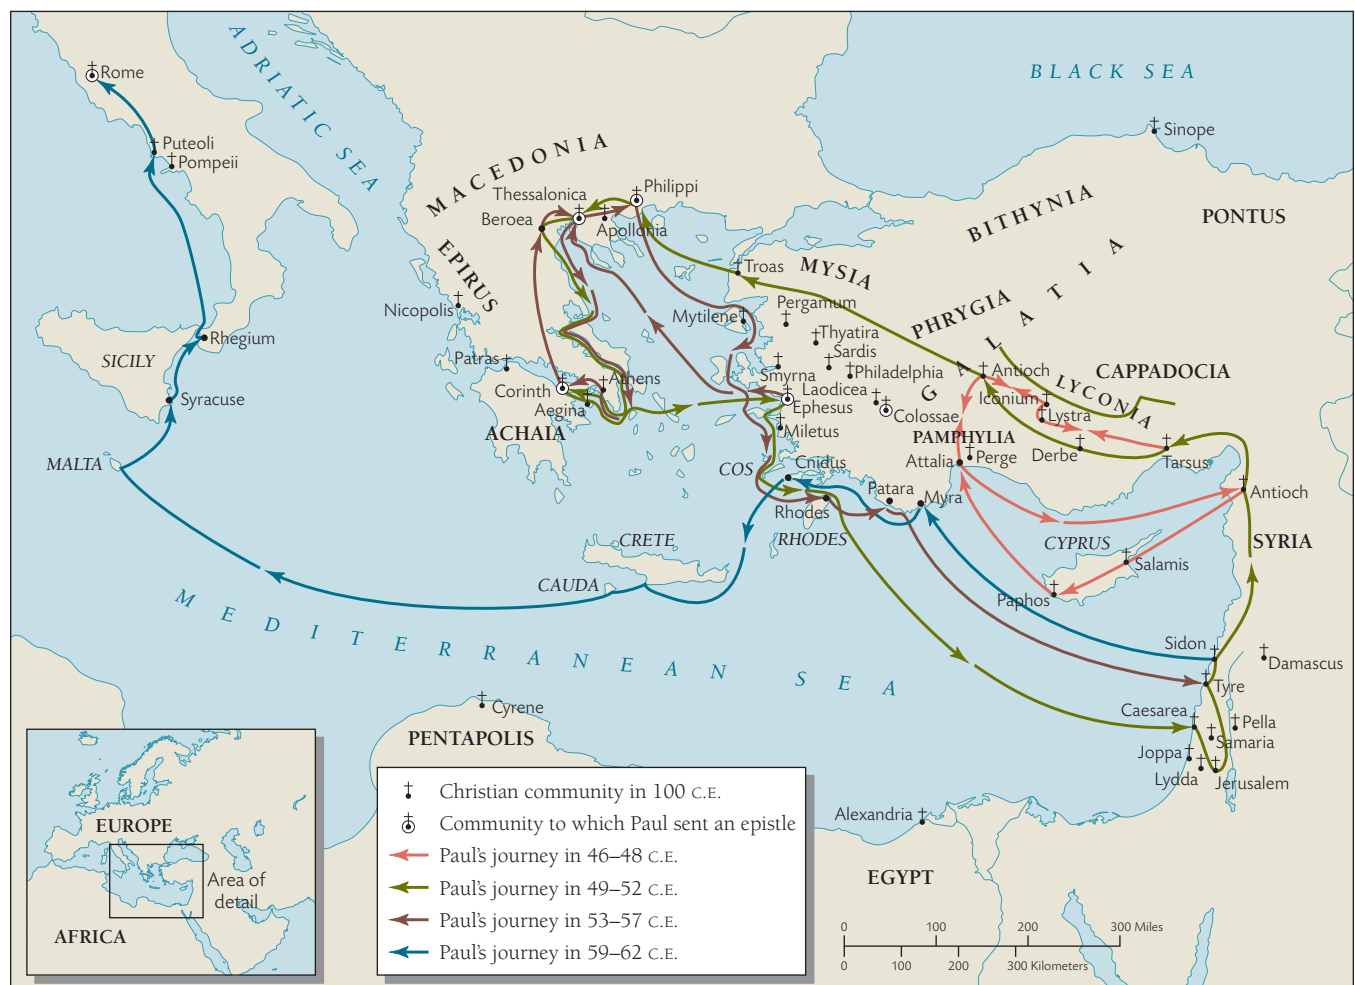 ADRIATIC SEA
BLACK SEA
Rome
Puteoli
Pompeii
Sinope
MACEDONIA
Thessalonica
Philippi
Beroea
Apollonia
BITHYNIA
PONTUS
EPIRUS
Troas
MYSIA
GALATIA
Nicopolis
Pergamum
PHRYGIA
Mytilene
Thyatira
Rhegium
SICILY
Sardis
Patras
Smyrna
Philadelphia
Antioch
CAPPADOCIA
Corinth
Athens
Laodicea
Iconium
LYCONIA
Syracuse
Aegina
Ephesus
Colossae
Lystra
ACHAIA
Miletus
PAMPHYLIA
MALTA
COS
Cnidus
Attalia
Perge
Derbe
Tarsus
Patara
Myra
Antioch
Rhodes
RHODES
CRETE
CYPRUS
SYRIA
Salamis
CAUDA
Paphos
MEDITERRANEAN SEA
Sidon
Damascus
Tyre
Cyrene
Caesarea
Pella
PENTAPOLIS
Samaria
Joppa
Lydda
Jerusalem
Alexandria
EGYPT
EUROPE
Area of
detail
AFRICA
Christian community in 100 C.E.
Community to which Paul sent an epistle
Paul's journey in 46–48 C.E.
Paul's journey in 49–52 C.E.
Paul's journey in 53–57 C.E.
Paul's journey in 59–62 C.E.
0 100 200 300 Miles
0 100 200 300 Kilometers